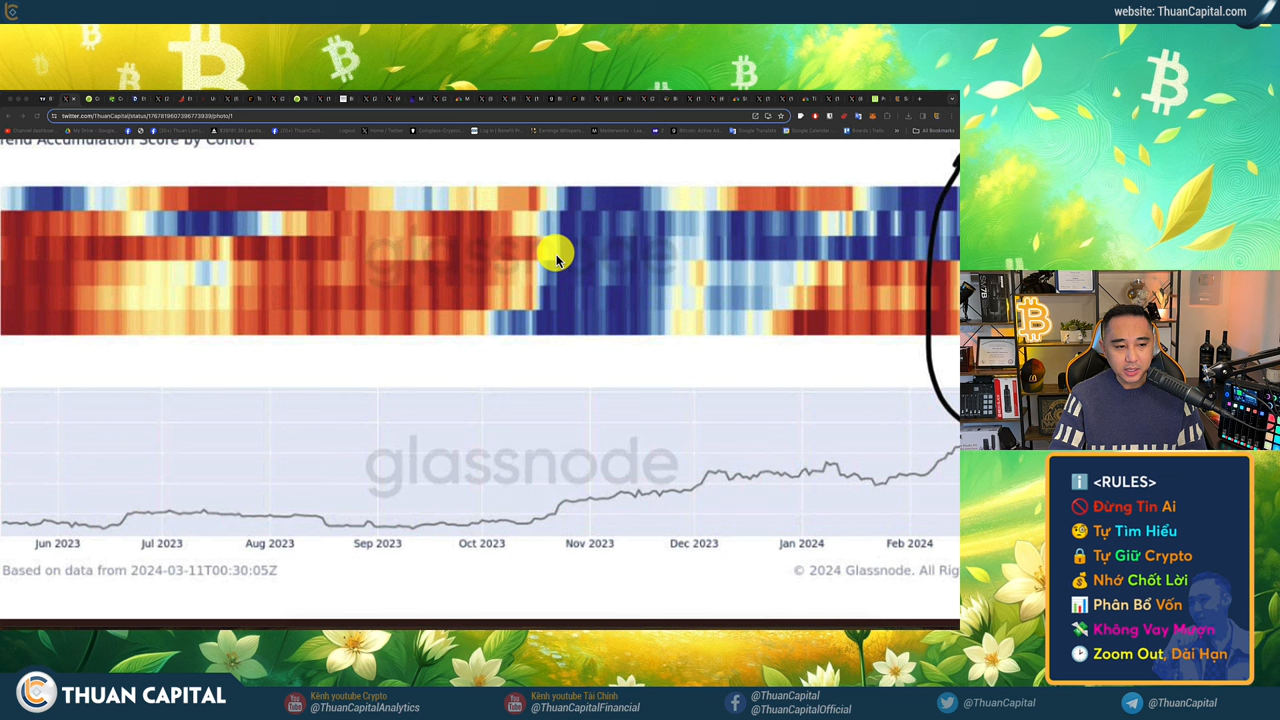 website: ThuanCapital.com
twitter.com/ThuanCapital/status/1767819607396773939/photo/1
All Bookmarks
Trend Accumulation Score by Cohort
glassnode
glassnode
Jun 2023
Jul 2023
Aug 2023
Sep 2023
Oct 2023
Nov 2023
Dec 2023
Jan 2024
Feb 2024
Based on data from 2024-03-11T00:30:05Z
© 2024 Glassnode. All Rig
<RULES>
Đừng Tin Ai
Tự Tìm Hiểu
Tự Giữ Crypto
Nhớ Chốt Lời
Phân Bổ Vốn
Không Vay Mượn
Zoom Out, Dài Hạn
THUAN CAPITAL
Kênh youtube Crypto
@ThuanCapitalAnalytics
Kênh youtube Tài Chính
@ThuanCapitalFinancial
@ThuanCapital
@ThuanCapitalOfficial
@ThuanCapital
@ThuanCapital